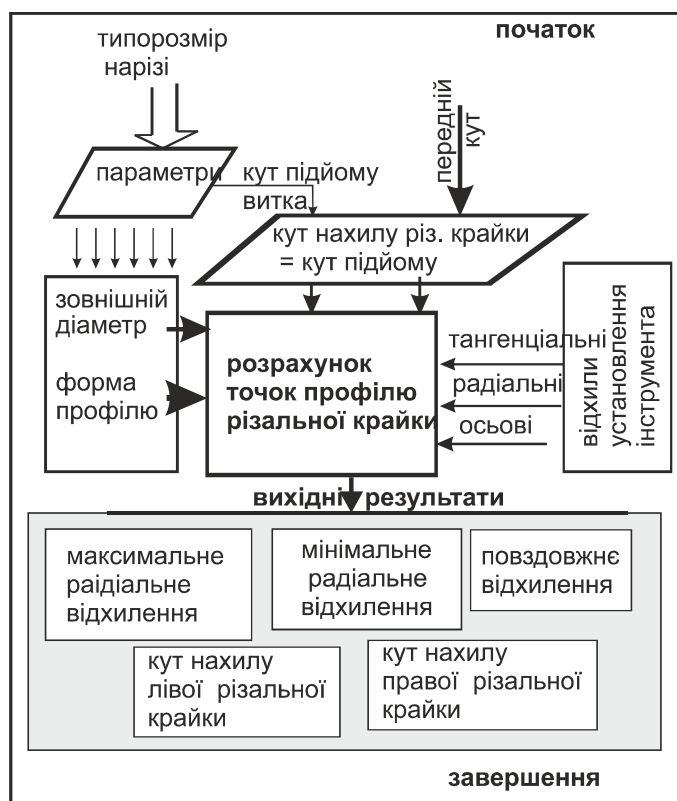 початок
типорозмір
нарізі
передній
кут
параметри
кут підйому
витка
кут нахилу різ. крайки
= кут підйому
зовнішній
діаметр
форма
профілю
розрахунок
точок профілю
різальної крайки
тангенціальні
радіальні
осьові
відхили
установлення
інструмента
вихідні результати
максимальне
раідіальне
відхилення
мінімальне
радіальне
відхилення
повздовжнє
відхилення
кут нахилу
лівої різальної
крайки
кут нахилу
правої різальної
крайки
завершення